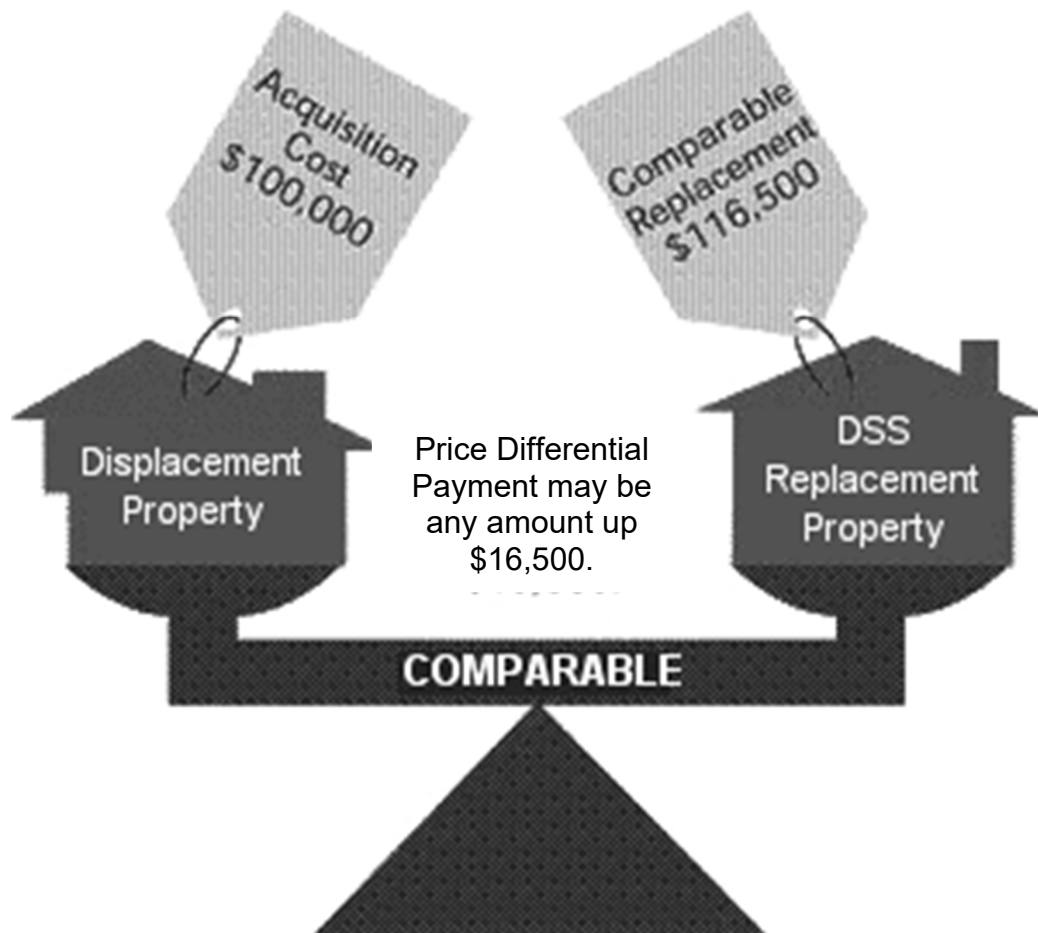 Acquisition
Cost
$100,000
Comparable
Replacement
$116,500
Displacement
Property
Price Differential
Payment may be
any amount up
$16,500.
DSS
Replacement
Property
COMPARABLE